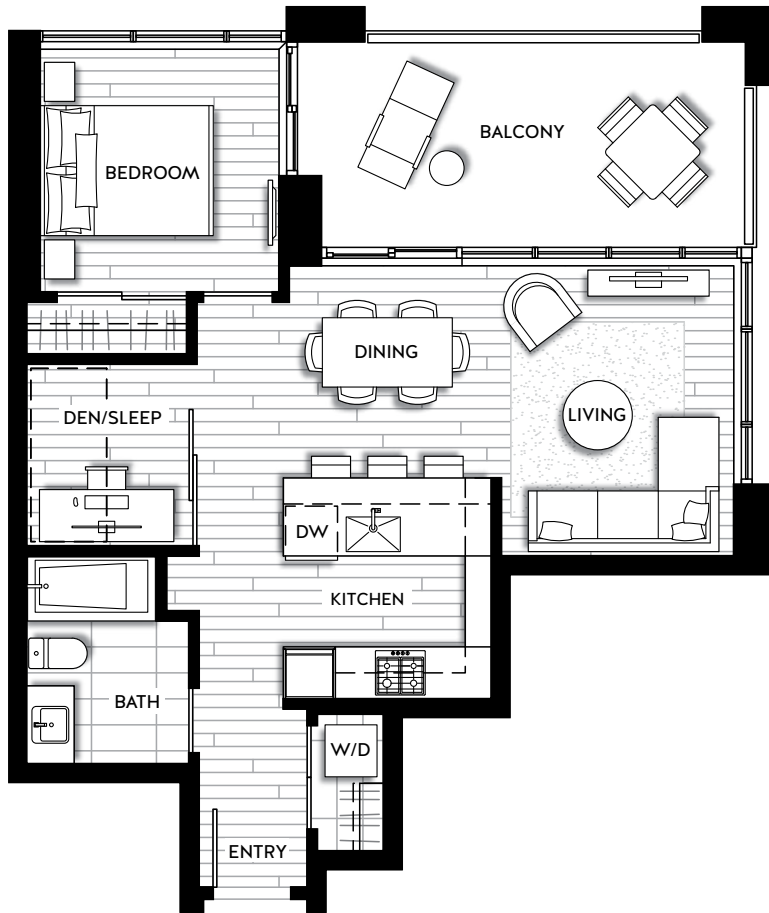 BALCONY
BEDROOM
DINING
DEN/SLEEP
LIVING
DW
KITCHEN
BATH
W/D
ENTRY